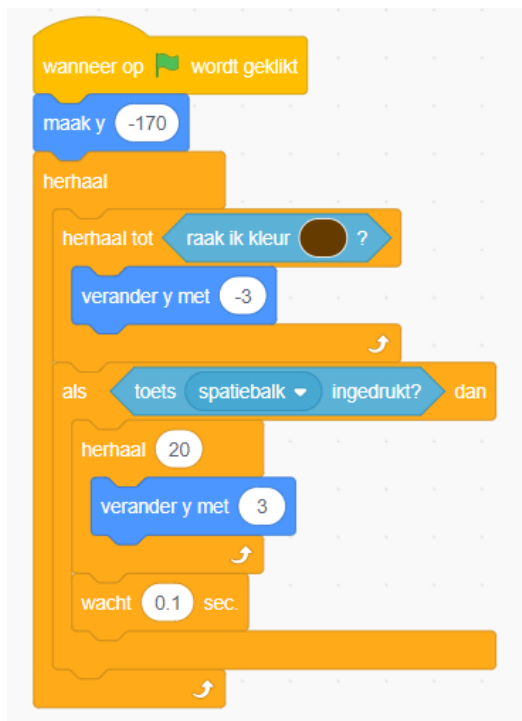 wanneer op wordt geklikt
maak y -170
herhaal
herhaal tot raak ik kleur ?
verander y met -3
als toets spatiebalk ingedrukt? dan
herhaal 20
verander y met 3
wacht 0.1 sec.